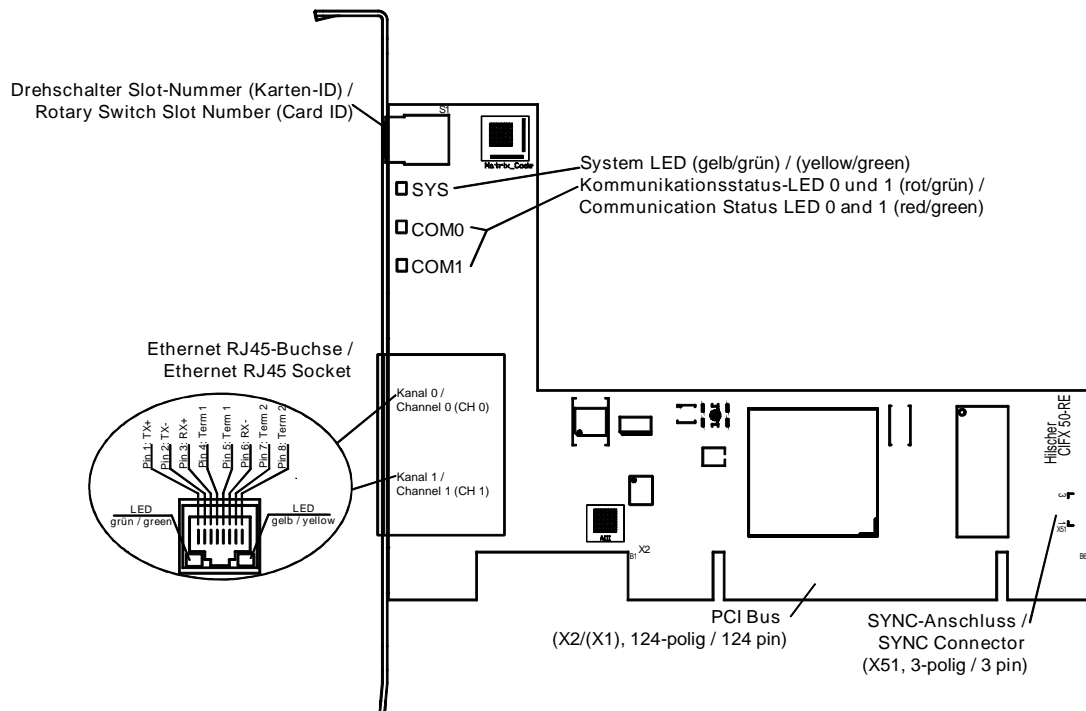 Drehschalter Slot-Nummer (Karten-ID) /
Rotary Switch Slot Number (Card ID)
S1
Matrix_Code
System LED (gelb/grün) / (yellow/green)
Kommunikationsstatus-LED 0 und 1 (rot/grün) /
Communication Status LED 0 and 1 (red/green)
SYS
COM0
COM1
Ethernet RJ45-Buchse /
Ethernet RJ45 Socket
Kanal 0 /
Channel 0 (CH 0)
Kanal 1 /
Channel 1 (CH 1)
Pin 1: TX+
Pin 2: TX-
Pin 3: RX+
Pin 4: Term 1
Pin 5: Term 1
Pin 6: RX-
Pin 7: Term 2
Pin 8: Term 2
LED
grün / green
LED
gelb / yellow
Hilscher
CIFX 50-RE
3
1
X51
B1
X2
PCI Bus
(X2/(X1), 124-polig / 124 pin)
SYNC-Anschluss /
SYNC Connector
(X51, 3-polig / 3 pin)